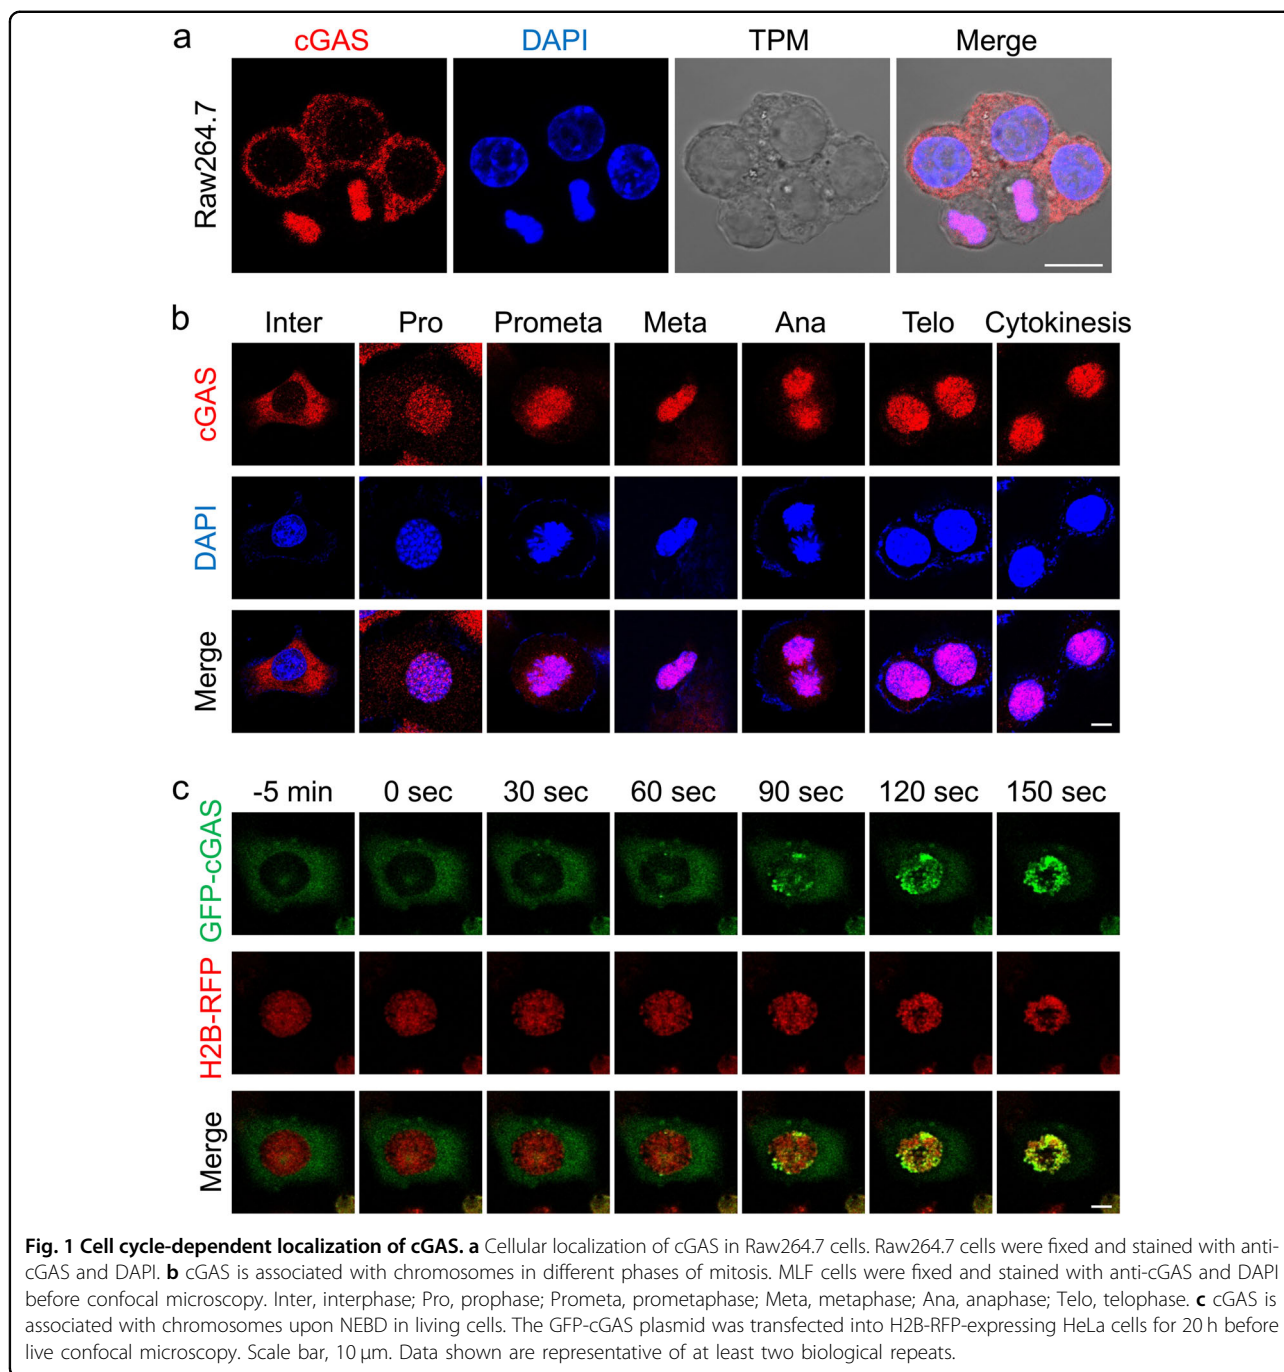 a
cGAS DAPI TPM Merge
Raw264.7
b
Inter Pro Prometa Meta Ana Telo Cytokinesis
cGAS
DAPI
Merge
c
-5 min 0 sec 30 sec 60 sec 90 sec 120 sec 150 sec
GFP-cGAS
H2B-RFP
Merge
Fig. 1 Cell cycle-dependent localization of cGAS. a Cellular localization of cGAS in Raw264.7 cells. Raw264.7 cells were fixed and stained with anti-
cGAS and DAPI. b cGAS is associated with chromosomes in different phases of mitosis. MLF cells were fixed and stained with anti-cGAS and DAPI
before confocal microscopy. Inter, interphase; Pro, prophase; Prometa, prometaphase; Meta, metaphase; Ana, anaphase; Telo, telophase. c cGAS is
associated with chromosomes upon NEBD in living cells. The GFP-cGAS plasmid was transfected into H2B-RFP-expressing HeLa cells for 20 h before
live confocal microscopy. Scale bar, 10 μm. Data shown are representative of at least two biological repeats.